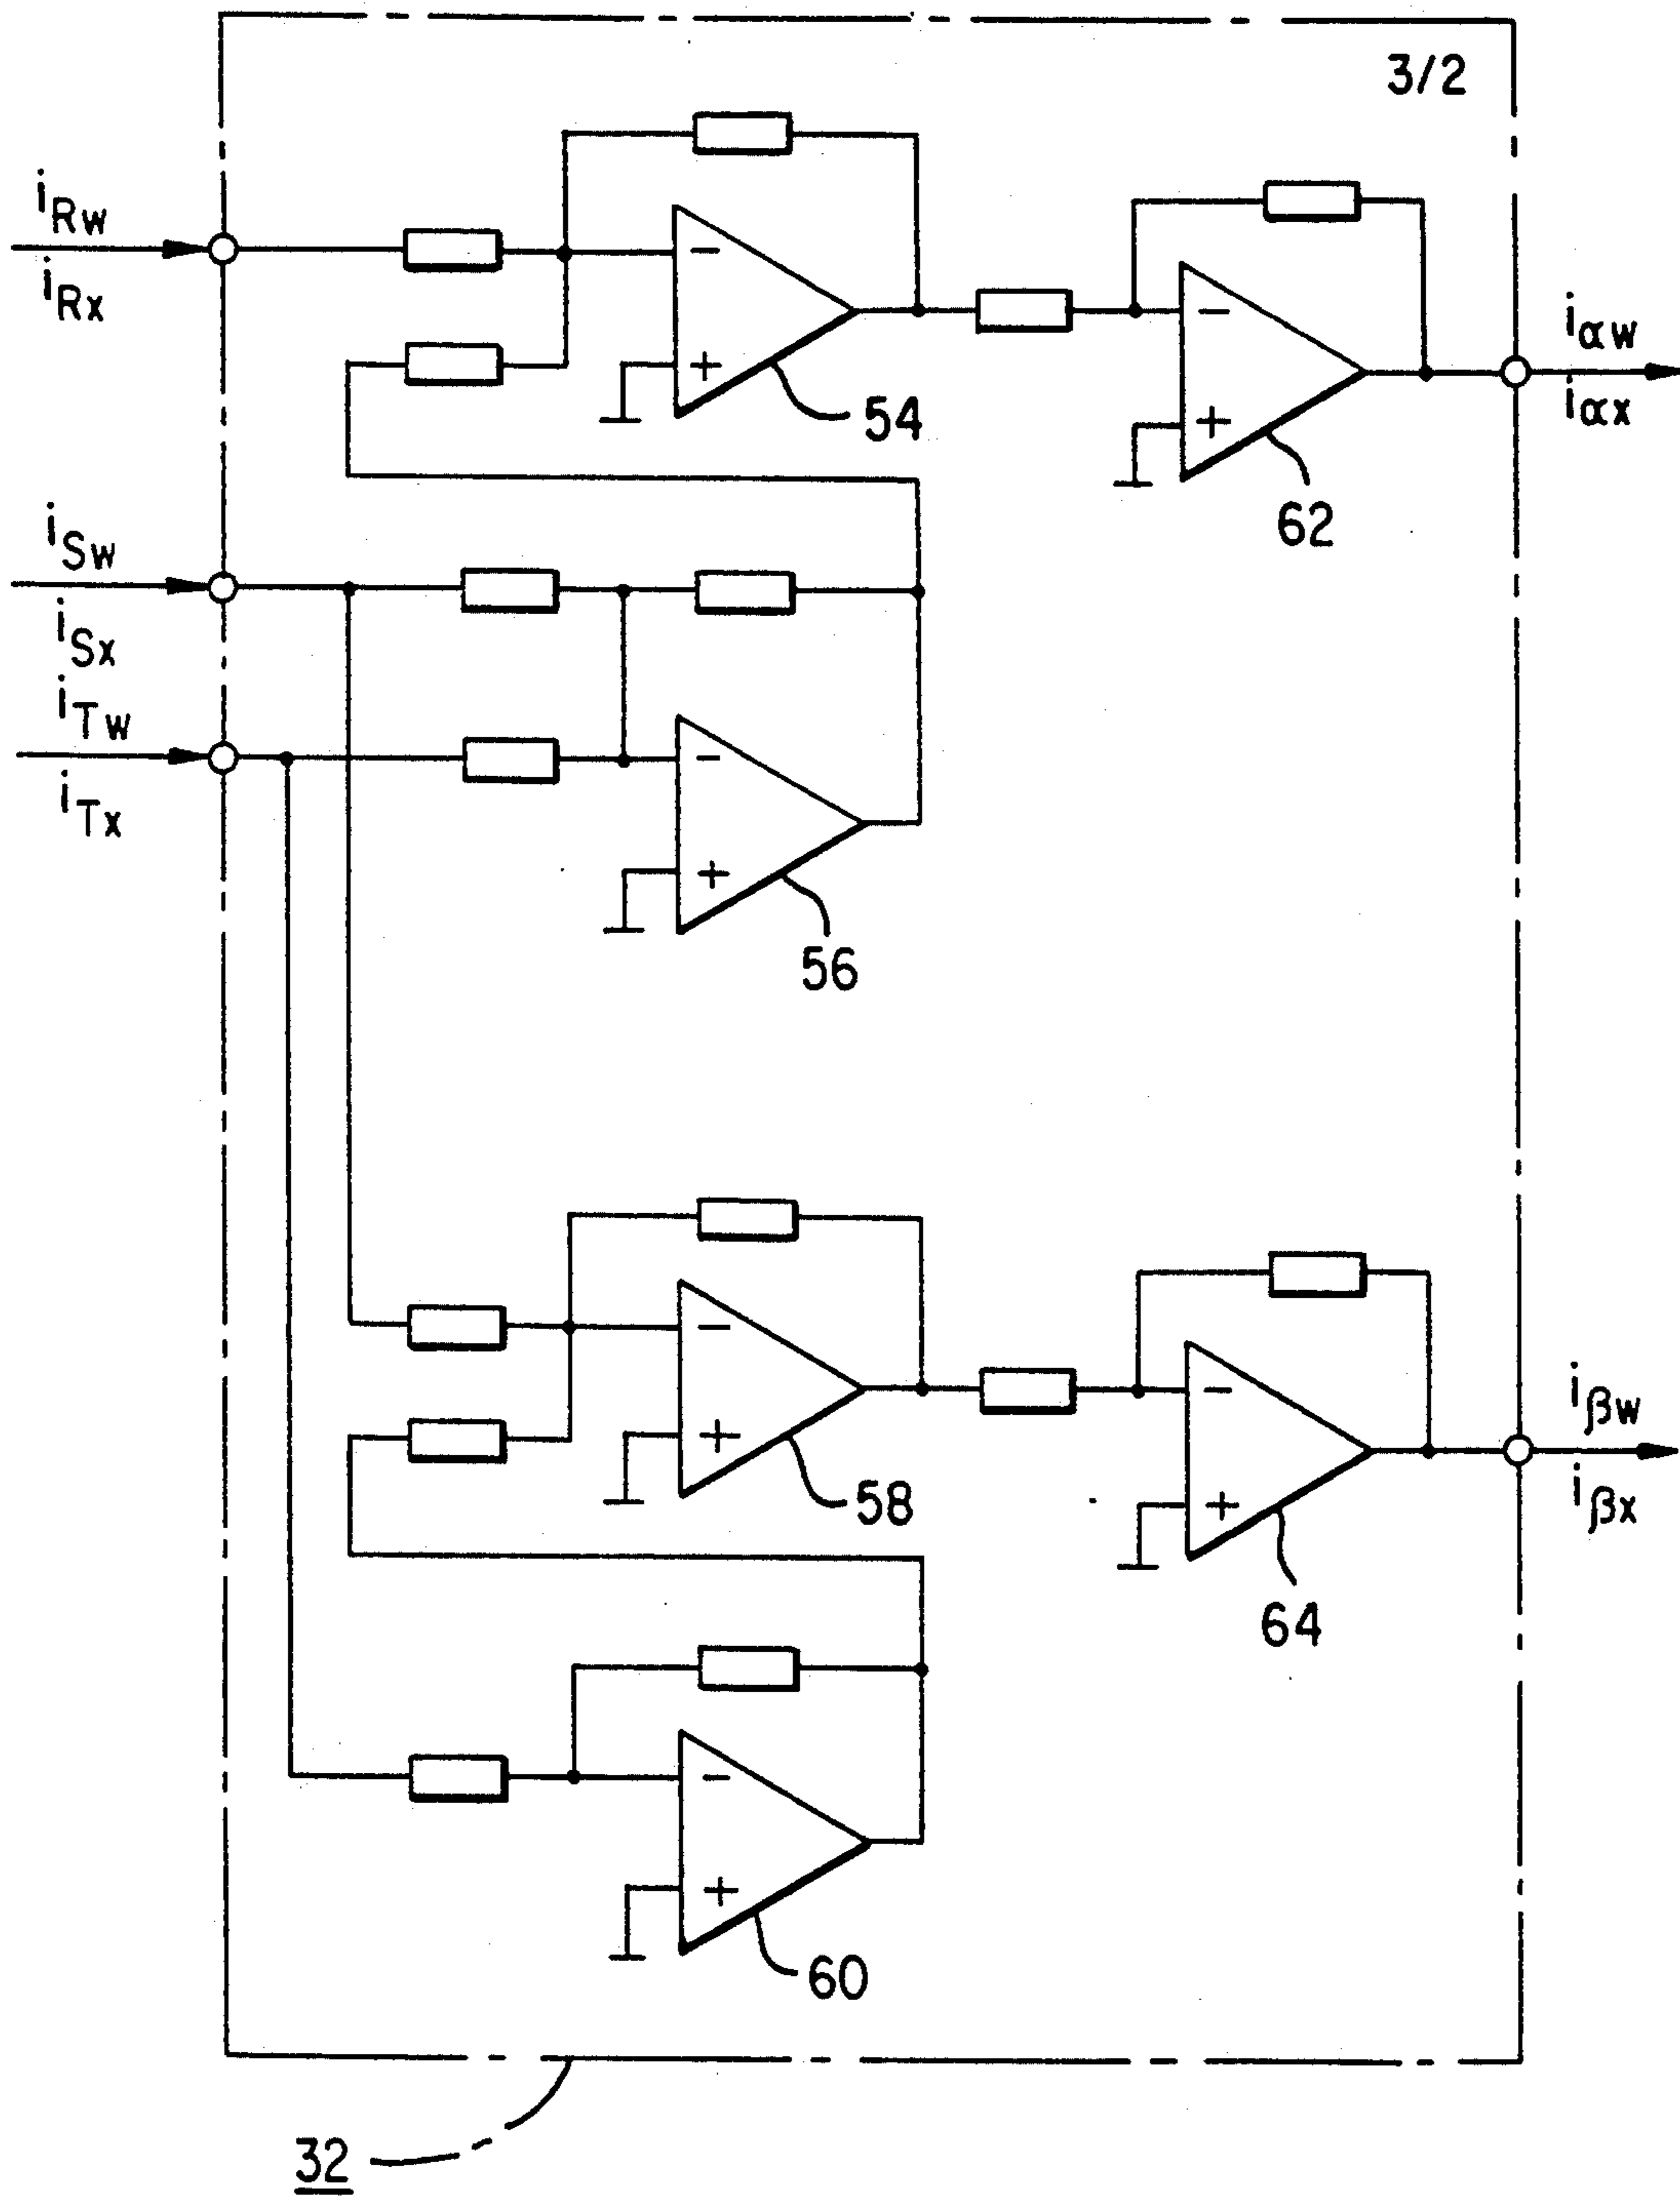 3/2
iRw
iRx
−
+
54
−
+
62
iαw
iαx
iSw
iSx
iTw
iTx
−
+
56
−
+
58
−
+
64
iβw
iβx
−
+
60
32